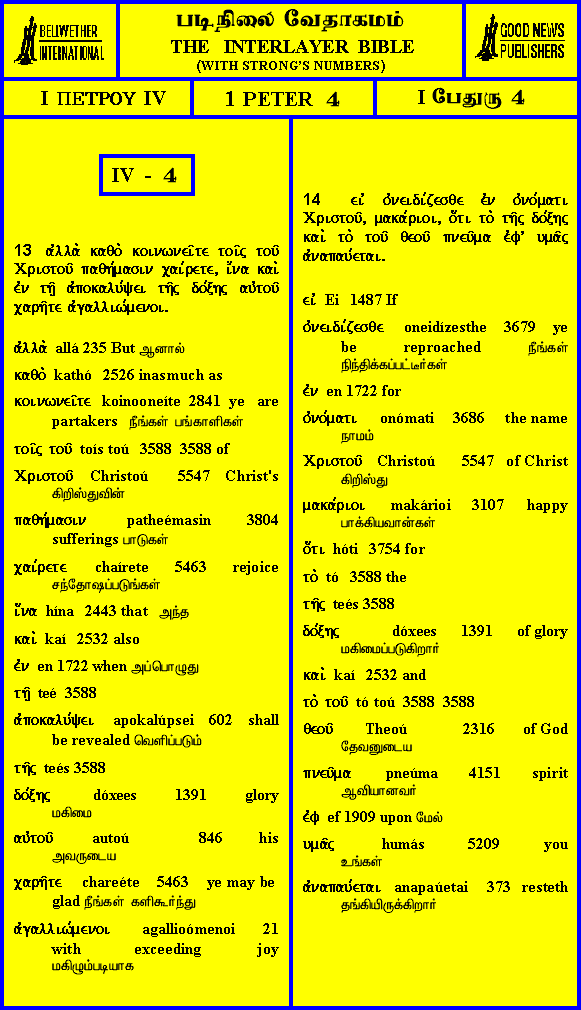 BELLWETHER
INTERNATIONAL
படிநிலை வேதாகமம்
THE INTERLAYER BIBLE
(WITH STRONG'S NUMBERS)
GOOD NEWS
PUBLISHERS
I ΠΕΤΡΟΥ IV
1 PETER 4
I பேதுரு 4
IV - 4
13 ἀλλὰ καθὸ κοινωνεῖτε τοῖς τοῦ
Χριστοῦ παθήμασιν χαίρετε, ἵνα καὶ
ἐν τῇ ἀποκαλύψει τῆς δόξης αὐτοῦ
χαρῆτε ἀγαλλιώμενοι.
ἀλλὰ allá 235 But ஆனால்
καθὸ kathó 2526 inasmuch as
κοινωνεῖτε koinooneíte 2841 ye are
partakers நீங்கள் பங்காளிகள்
τοῖς τοῦ toís toú 3588 3588 of
Χριστοῦ Christoú 5547 Christ's
கிறிஸ்துவின்
παθήμασιν patheémasin 3804
sufferings பாடுகள்
χαίρετε chaírete 5463 rejoice
சந்தோஷப்படுங்கள்
ἵνα hína 2443 that அந்த
καὶ kaí 2532 also
ἐν en 1722 when அப்பொழுது
τῇ teé 3588
ἀποκαλύψει apokalúpsei 602 shall
be revealed வெளிப்படும்
τῆς teés 3588
δόξης dóxees 1391 glory
மகிமை
αὐτοῦ autoú 846 his
அவருடைய
χαρῆτε chareéte 5463 ye may be
glad நீங்கள் களிகூர்ந்து
ἀγαλλιώμενοι agallioómenoi 21
with exceeding joy
மகிழும்படியாக
14 εἰ ὀνειδίζεσθε ἐν ὀνόματι
Χριστοῦ, μακάριοι, ὅτι τὸ τῆς δόξης
καὶ τὸ τοῦ θεοῦ πνεῦμα ἐφ' υμᾶς
ἀναπαύεται.
εἰ Ei 1487 If
ὀνειδίζεσθε oneidízesthe 3679 ye
be reproached நீங்கள்
நிந்திக்கப்பட்டீர்கள்
ἐν en 1722 for
ὀνόματι onómati 3686 the name
நாமம்
Χριστοῦ Christoú 5547 of Christ
கிறிஸ்து
μακάριοι makárioi 3107 happy
பாக்கியவான்கள்
ὅτι hóti 3754 for
τὸ tó 3588 the
τῆς teés 3588
δόξης dóxees 1391 of glory
மகிமைப்படுகிறார்
καὶ kaí 2532 and
τὸ τοῦ tó toú 3588 3588
θεοῦ Theoú 2316 of God
தேவனுடைய
πνεῦμα pneúma 4151 spirit
ஆவியானவர்
ἐφ ef 1909 upon மேல்
υμᾶς humás 5209 you
உங்கள்
ἀναπαύεται anapaúetai 373 resteth
தங்கியிருக்கிறார்